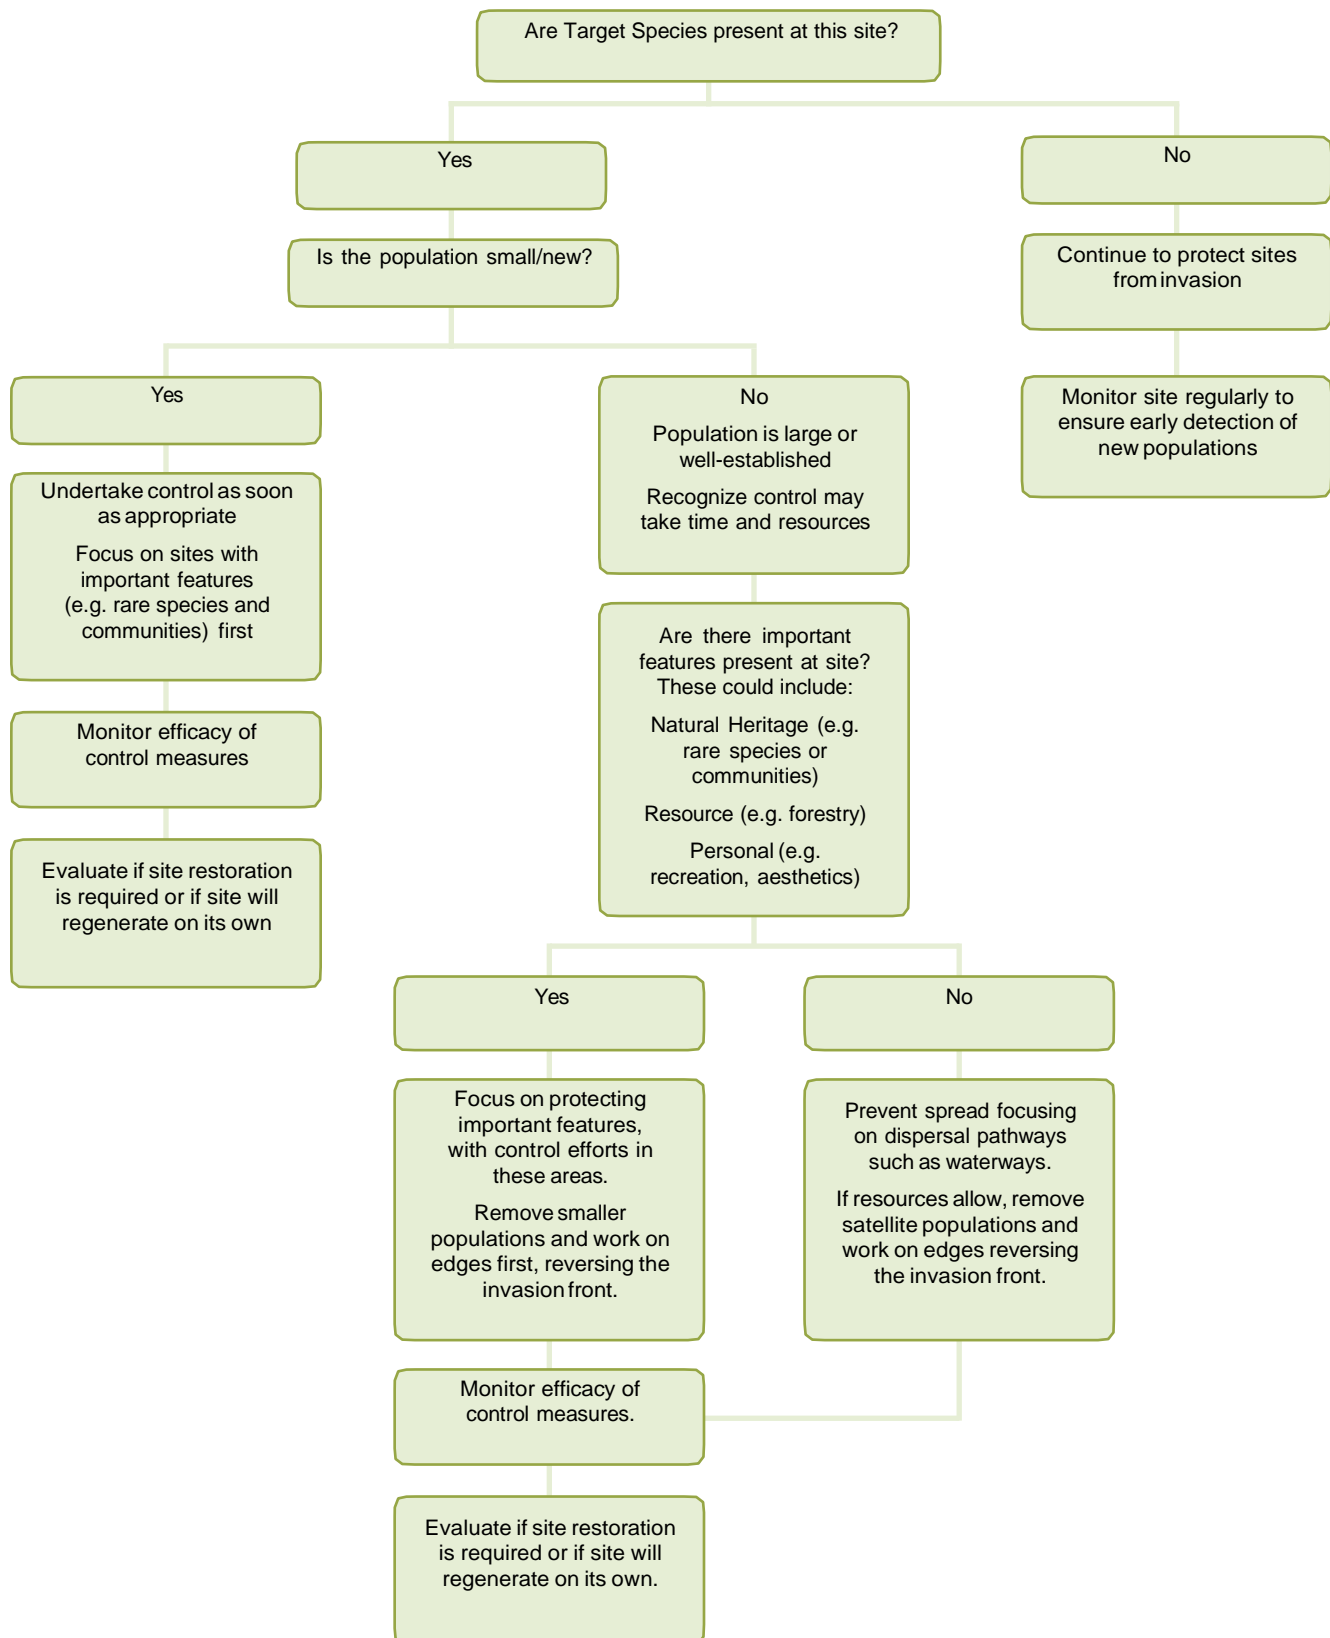 Are Target Species present at this site?
Yes
No
Is the population small/new?
Continue to protect sites
from invasion
Yes
No
Population is large or
well-established
Recognize control may
take time and resources
Monitor site regularly to
ensure early detection of
new populations
Undertake control as soon
as appropriate
Focus on sites with
important features
(e.g. rare species and
communities) first
Are there important
features present at site?
These could include:
Natural Heritage (e.g.
rare species or
communities)
Resource (e.g. forestry)
Personal (e.g.
recreation, aesthetics)
Monitor efficacy of
control measures
Evaluate if site restoration
is required or if site will
regenerate on its own
Yes
No
Focus on protecting
important features,
with control efforts in
these areas.
Remove smaller
populations and work on
edges first, reversing the
invasion front.
Prevent spread focusing
on dispersal pathways
such as waterways.
If resources allow, remove
satellite populations and
work on edges reversing
the invasion front.
Monitor efficacy of
control measures.
Evaluate if site restoration
is required or if site will
regenerate on its own.